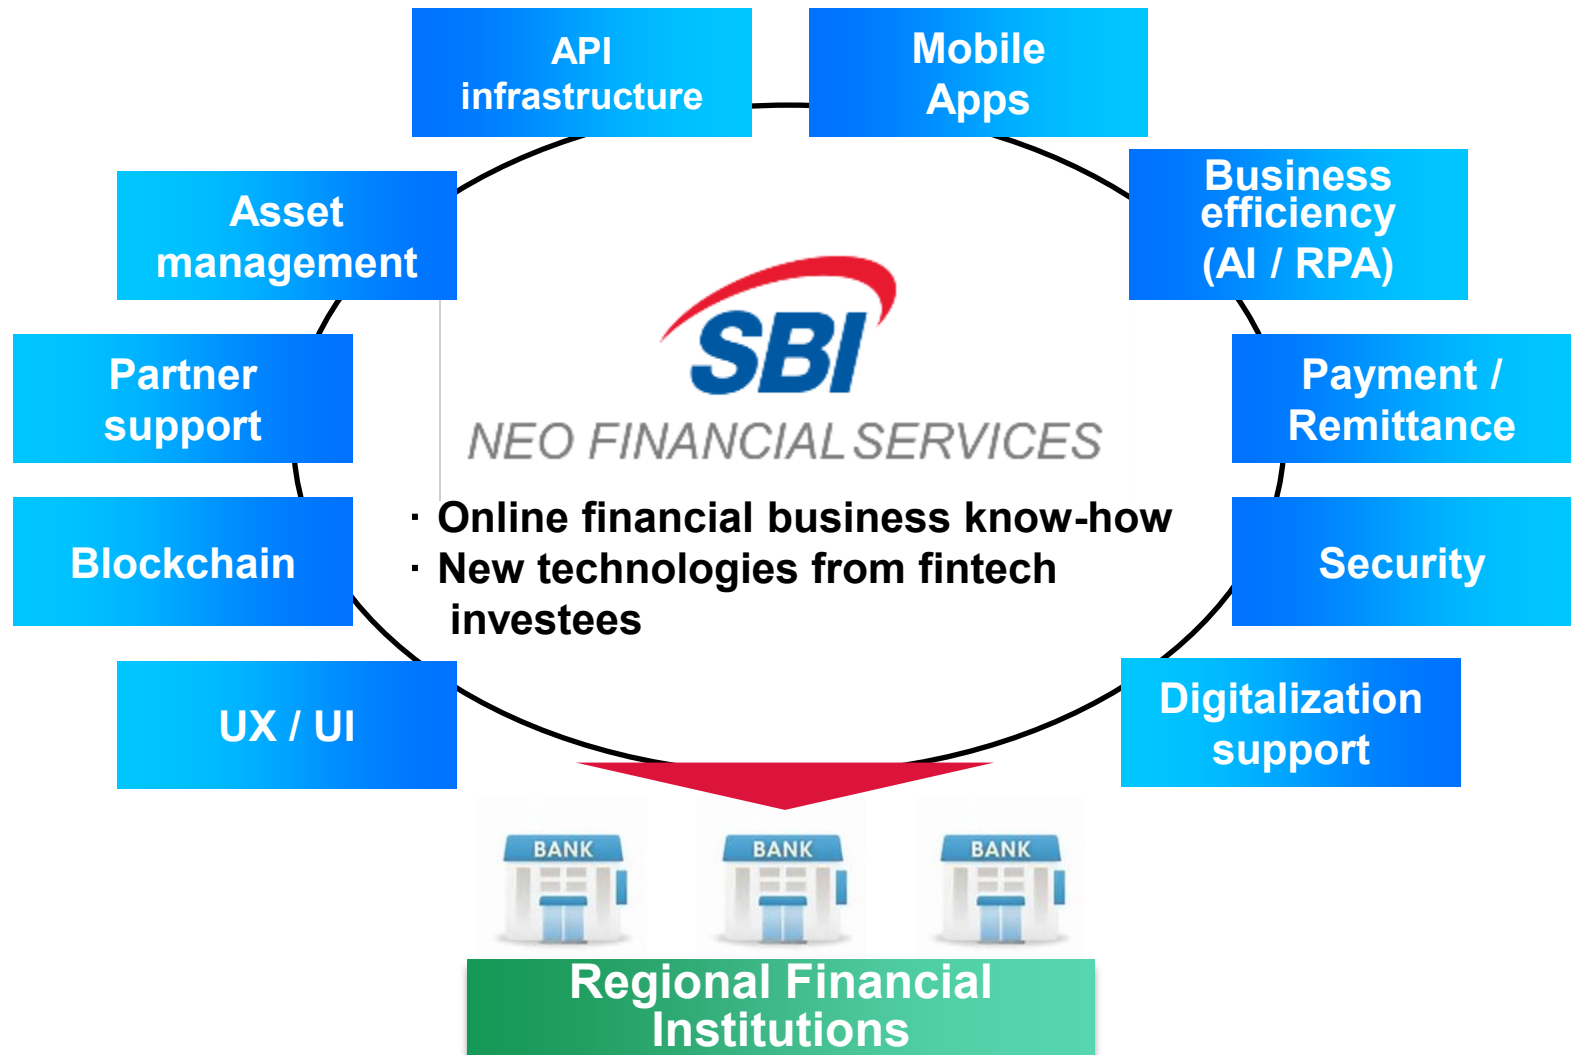 API
infrastructure
Mobile
Apps
Asset
management
Business
efficiency
(AI / RPA)
SBI
NEO FINANCIAL SERVICES
Partner
support
Payment /
Remittance
· Online financial business know-how
· New technologies from fintech
investees
Blockchain
Security
UX / UI
Digitalization
support
BANK
BANK
BANK
Regional Financial
Institutions